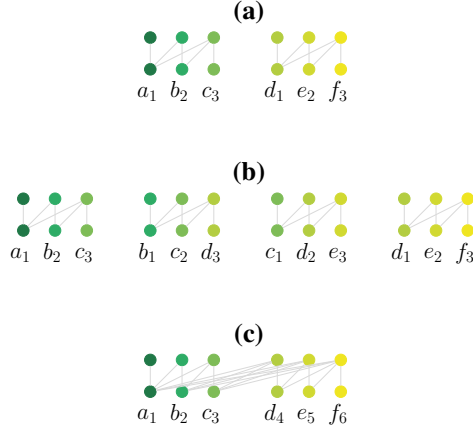 (a)
a₁ b₂ c₃ d₁ e₂ f₃
(b)
a₁ b₂ c₃ b₁ c₂ d₃ c₁ d₂ e₃ d₁ e₂ f₃
(c)
a₁ b₂ c₃ d₄ e₅ f₆